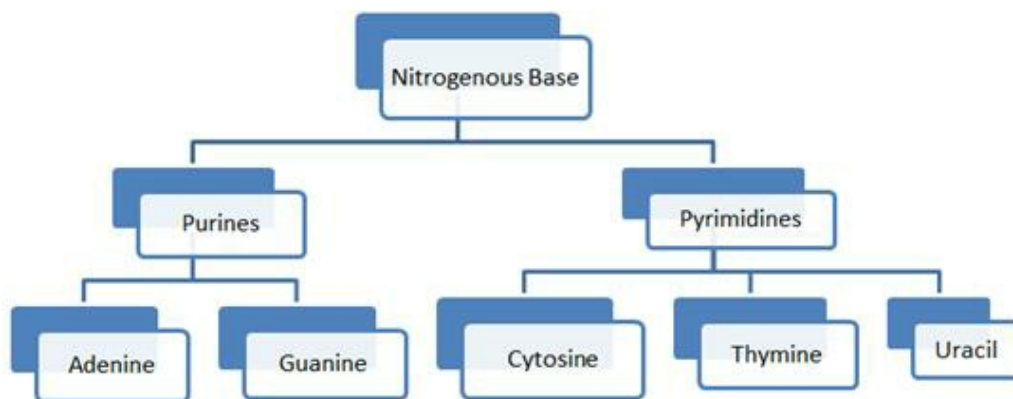 Nitrogenous Base
Purines
Pyrimidines
Adenine
Guanine
Cytosine
Thymine
Uracil